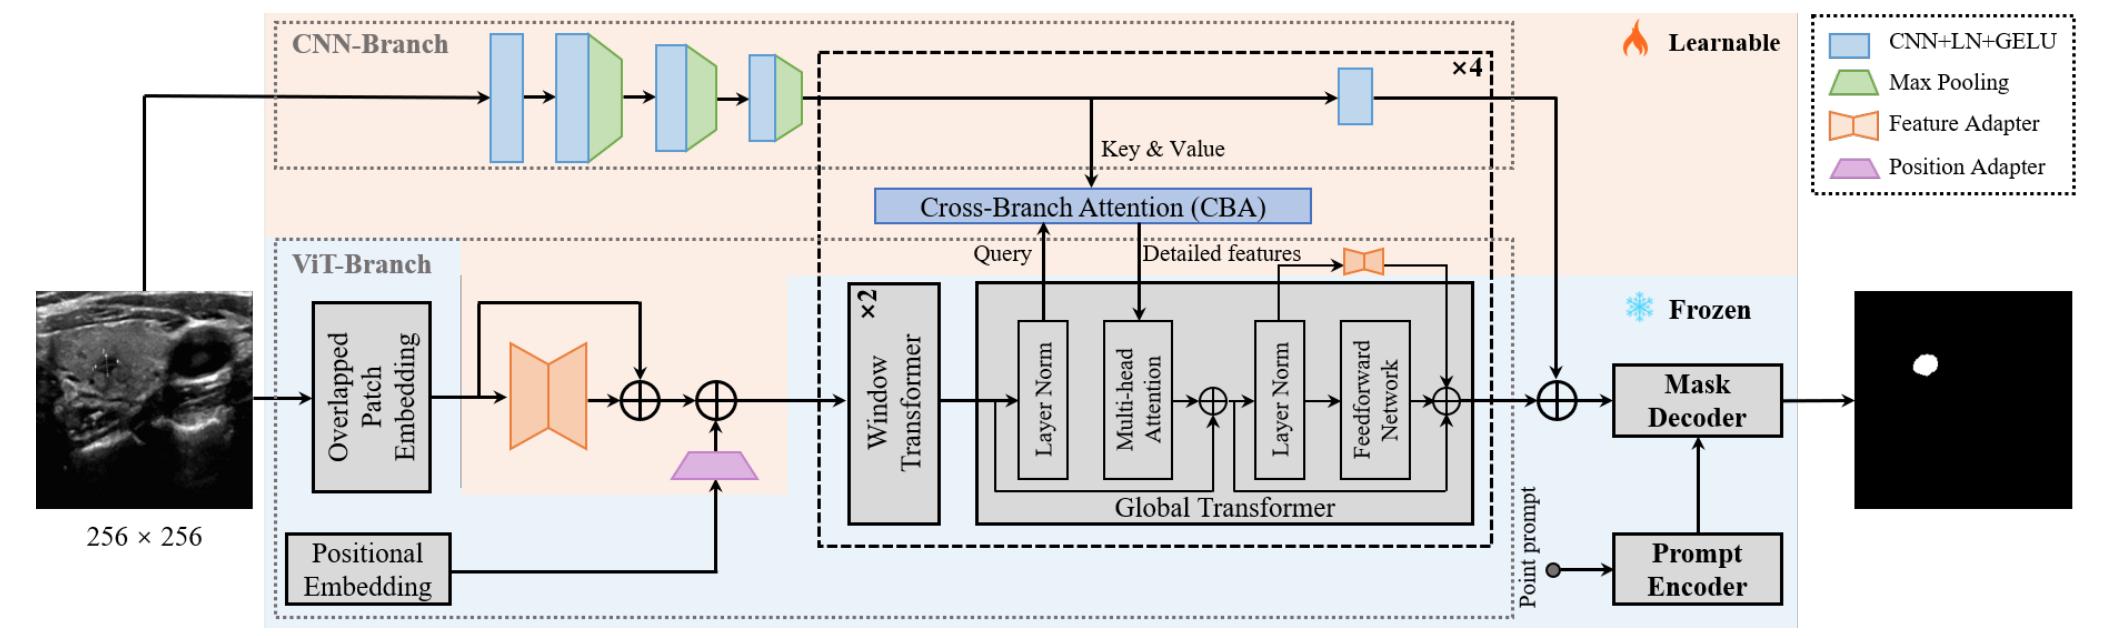 CNN-Branch
Learnable
×4
CNN+LN+GELU
Max Pooling
Feature Adapter
Position Adapter
Key & Value
Cross-Branch Attention (CBA)
Query
Detailed features
ViT-Branch
Frozen
Overlapped
Patch
Embedding
×2
Window
Transformer
Layer Norm
Multi-head
Attention
Layer Norm
Feedforward
Network
Global Transformer
Mask
Decoder
256 × 256
Positional
Embedding
Point prompt
Prompt
Encoder